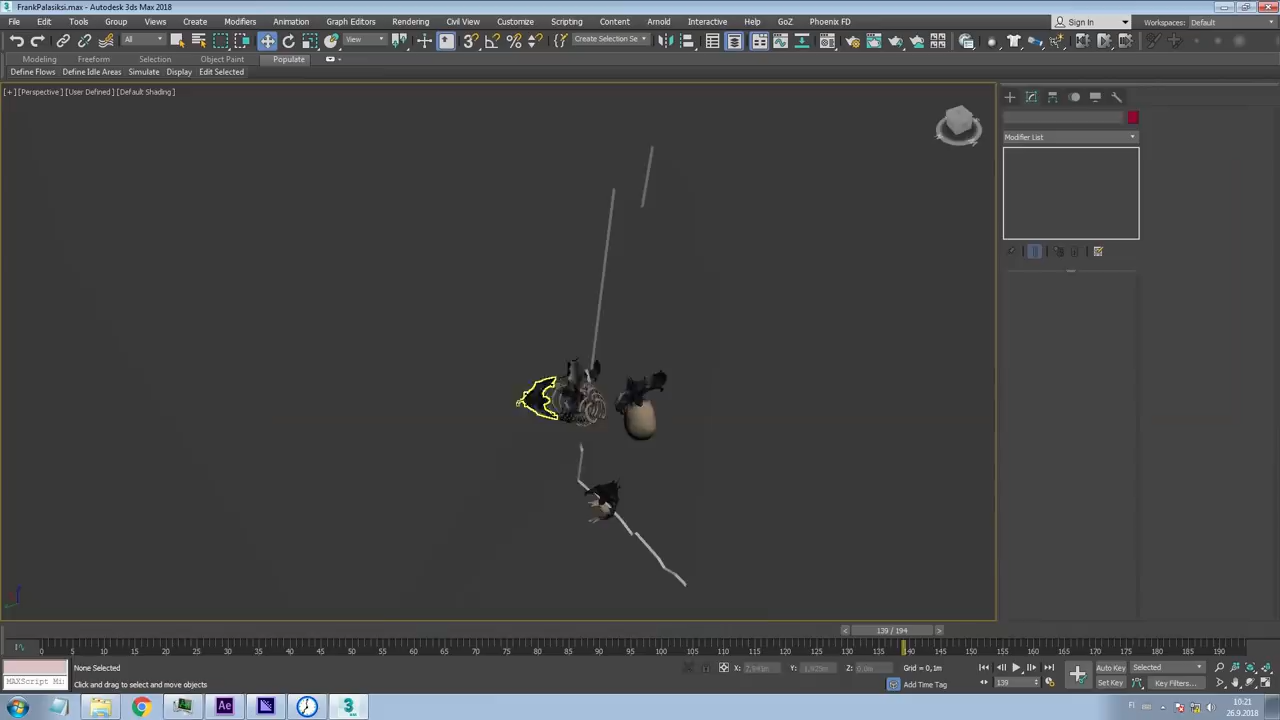 FrankPalasiksi.max - Autodesk 3ds Max 2018
File Edit Tools Group Views Create Modifiers Animation Graph Editors Rendering Civil View Customize Scripting Content Arnold Interactive Help GoZ Phoenix FD Sign In Workspaces: Default
All View Create Selection Se
Modeling Freeform Selection Object Paint Populate
Define Flows Define Idle Areas Simulate Display Edit Selected
[+] [Perspective] [User Defined] [Default Shading]
Modifier List
139 / 194
0 5 10 15 20 25 30 35 40 45 50 55 60 65 70 75 80 85 90 95 100 105 110 115 120 125 130 135 140 145 150 155 160 165 170 175 180 185 190
None Selected X: Y: Z: 0,0m Grid = 0,1m Auto Key Selected
MAXScript Mi: Click and drag to select and move objects Add Time Tag 139 Set Key Key Filters...
Ae FI 10:21
26.9.2018